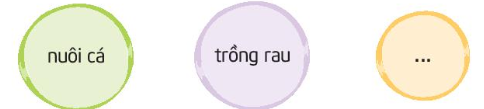 nuôi cá
trồng rau
...